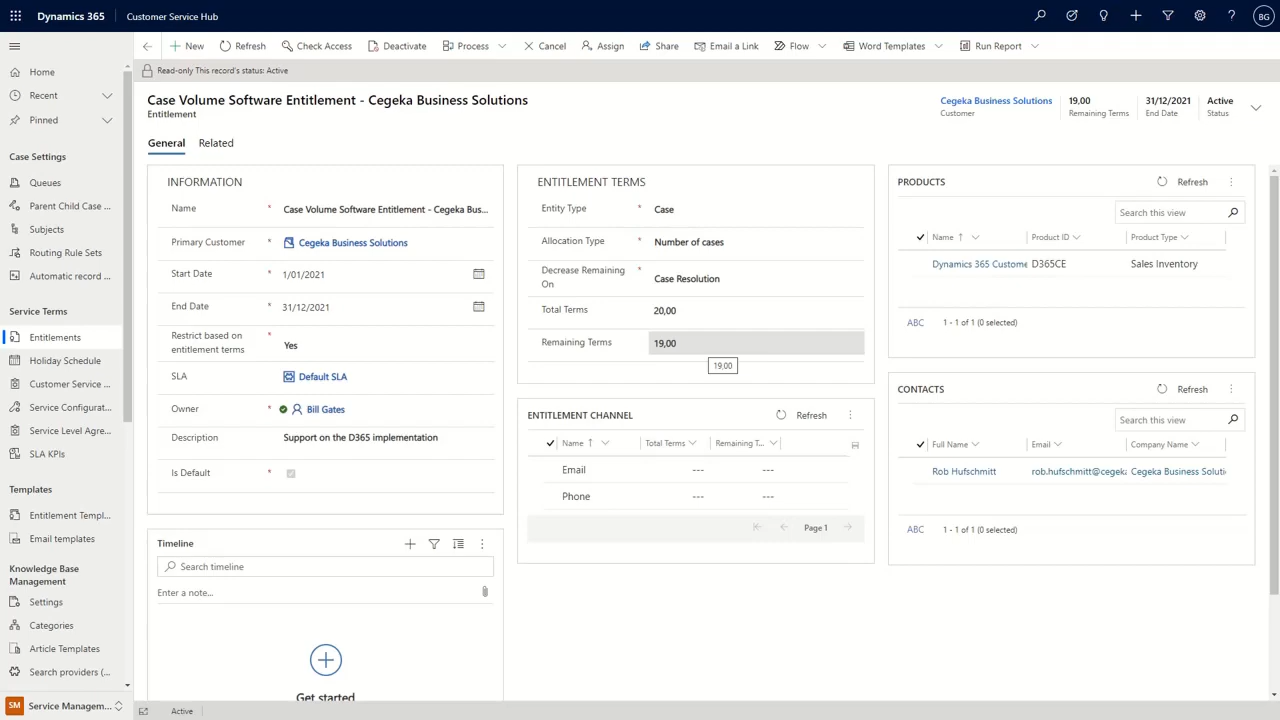 Dynamics 365
Customer Service Hub
BG
New
Refresh
Check Access
Deactivate
Process
Cancel
Assign
Share
Email a Link
Flow
Word Templates
Run Report
Read-only This record's status: Active
Case Volume Software Entitlement - Cegeka Business Solutions
Entitlement
Cegeka Business Solutions
Customer
19,00
Remaining Terms
31/12/2021
End Date
Active
Status
General
Related
Home
Recent
Pinned
Case Settings
Queues
Parent Child Case ...
Subjects
Routing Rule Sets
Automatic record ...
Service Terms
Entitlements
Holiday Schedule
Customer Service ...
Service Configurat...
Service Level Agre...
SLA KPIs
Templates
Entitlement Templ...
Email templates
Knowledge Base
Management
Settings
Categories
Article Templates
Search providers (...
SM Service Managem...
INFORMATION
Name * Case Volume Software Entitlement - Cegeka Bus...
Primary Customer * Cegeka Business Solutions
Start Date * 1/01/2021
End Date * 31/12/2021
Restrict based on
entitlement terms * Yes
SLA Default SLA
Owner * Bill Gates
Description Support on the D365 implementation
Is Default *
Timeline
Search timeline
Enter a note...
Get started
ENTITLEMENT TERMS
Entity Type * Case
Allocation Type * Number of cases
Decrease Remaining
On * Case Resolution
Total Terms 20,00
Remaining Terms 19,00
19,00
ENTITLEMENT CHANNEL
Refresh
Name ↑ Total Terms Remaining T...
Email --- ---
Phone --- ---
Page 1
PRODUCTS
Refresh
Search this view
Name ↑ Product ID Product Type
Dynamics 365 Custome D365CE Sales Inventory
ABC 1 - 1 of 1 (0 selected)
CONTACTS
Refresh
Search this view
Full Name Email Company Name
Rob Hufschmitt rob.hufschmitt@cegeka Cegeka Business Soluti
ABC 1 - 1 of 1 (0 selected)
Active